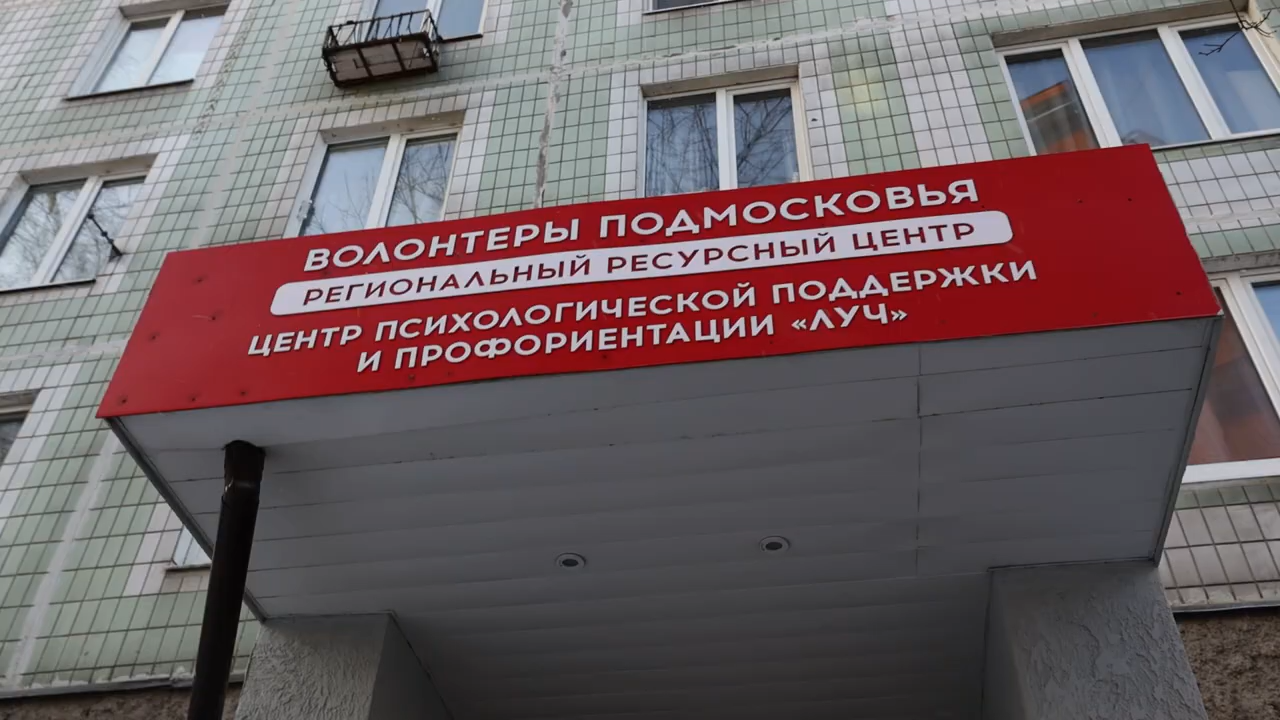 ВОЛОНТЕРЫ ПОДМОСКОВЬЯ
РЕГИОНАЛЬНЫЙ РЕСУРСНЫЙ ЦЕНТР
ЦЕНТР ПСИХОЛОГИЧЕСКОЙ ПОДДЕРЖКИ
И ПРОФОРИЕНТАЦИИ «ЛУЧ»